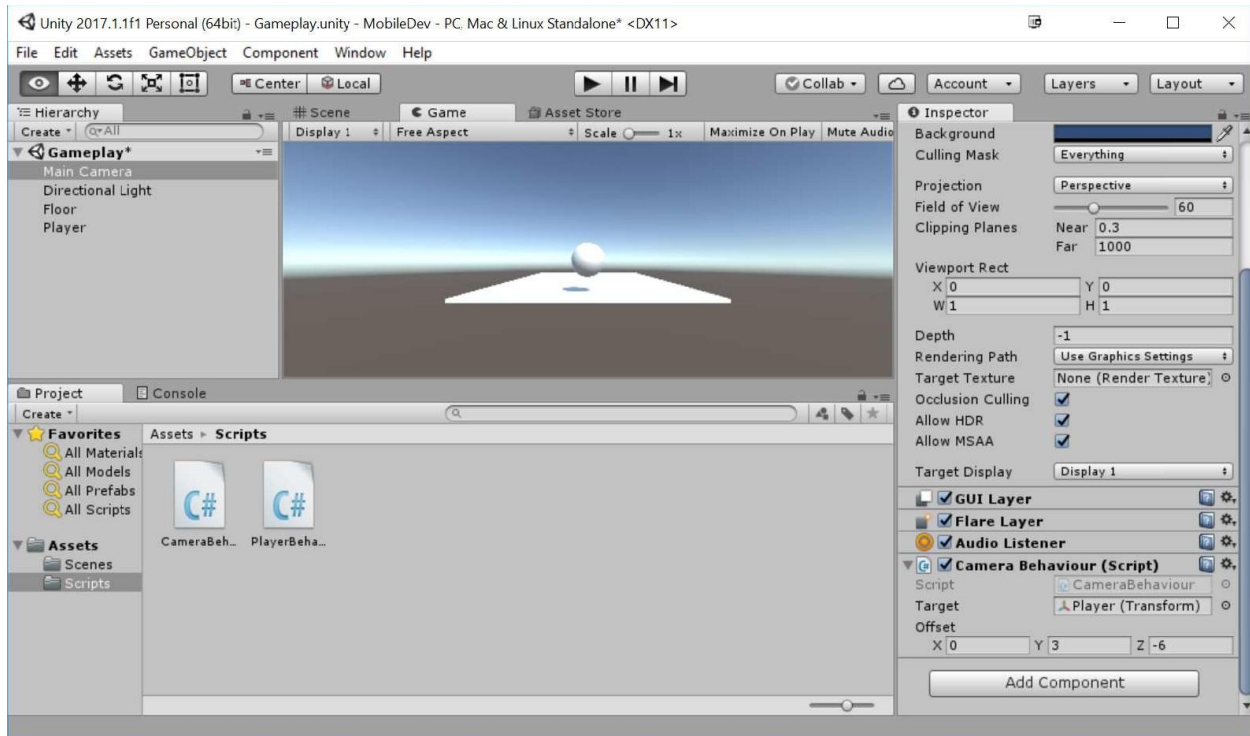 Unity 2017.1.1f1 Personal (64bit) - Gameplay.unity - MobileDev - PC, Mac & Linux Standalone* <DX11>
File Edit Assets GameObject Component Window Help
Center Local Collab Account Layers Layout
Hierarchy
Create All
Gameplay*
Main Camera
Directional Light
Floor
Player
Scene Game Asset Store
Display 1 Free Aspect Scale 1x Maximize On Play Mute Audio
Project Console
Create
Favorites
All Materials
All Models
All Prefabs
All Scripts
Assets
Scenes
Scripts
Assets Scripts
C# C#
CameraBeh... PlayerBeha...
Inspector
Background
Culling Mask Everything
Projection Perspective
Field of View 60
Clipping Planes Near 0.3
Far 1000
Viewport Rect
X 0 Y 0
W 1 H 1
Depth -1
Rendering Path Use Graphics Settings
Target Texture None (Render Texture)
Occlusion Culling
Allow HDR
Allow MSAA
Target Display Display 1
GUI Layer
Flare Layer
Audio Listener
Camera Behaviour (Script)
Script CameraBehaviour
Target Player (Transform)
Offset
X 0 Y 3 Z -6
Add Component